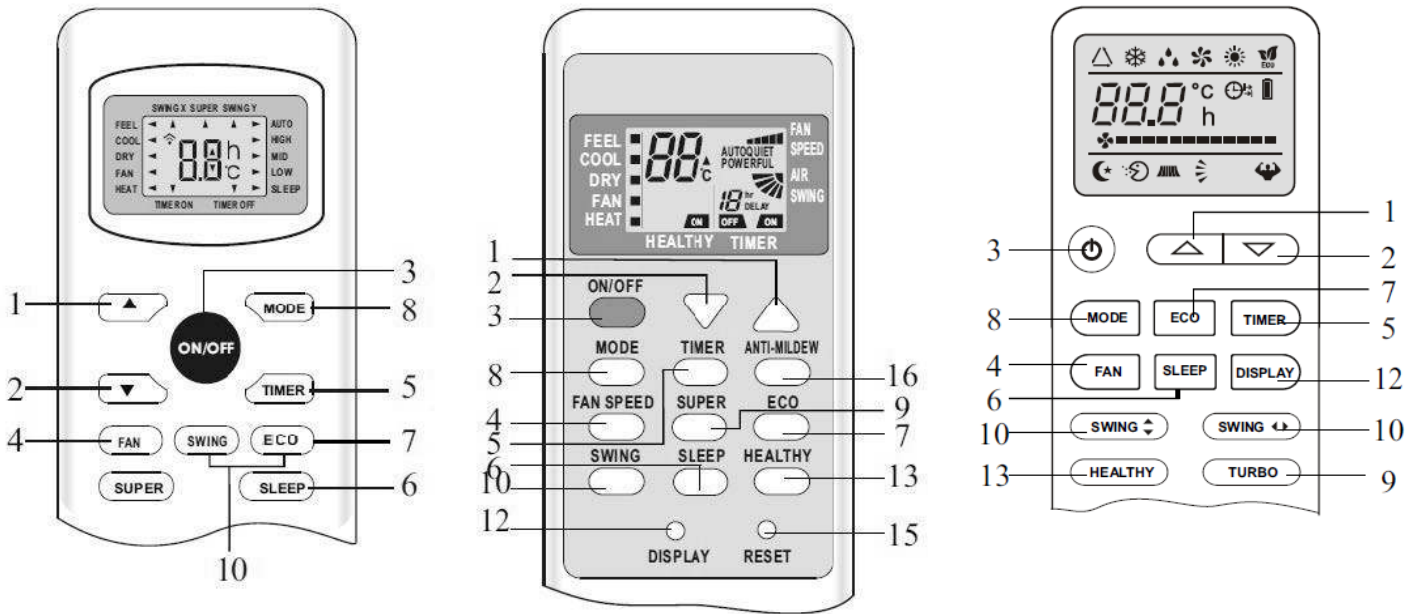 SWING X SUPER SWING Y
FEEL AUTO
COOL HIGH
DRY 8.8 h °C MID
FAN LOW
HEAT SLEEP
TIMER ON TIMER OFF
3
1 ▲ MODE 8
ON/OFF
2 ▼ TIMER 5
4 FAN SWING ECO 7
SUPER SLEEP 6
10
FEEL 88 °C FAN
COOL AUTO QUIET SPEED
DRY POWERFUL AIR
FAN 18 hr DELAY SWING
HEAT ON OFF ON
HEALTHY TIMER
1
2
ON/OFF
3
MODE TIMER ANTI-MILDEW
8 16
FAN SPEED SUPER ECO
4 9
5 7
SWING SLEEP HEALTHY
6
10 13
12 15
DISPLAY RESET
ECO
88.8 °C
h
1
3 2
7
8 MODE ECO TIMER 5
4 FAN SLEEP DISPLAY 12
6
10 SWING SWING 10
13 HEALTHY TURBO 9